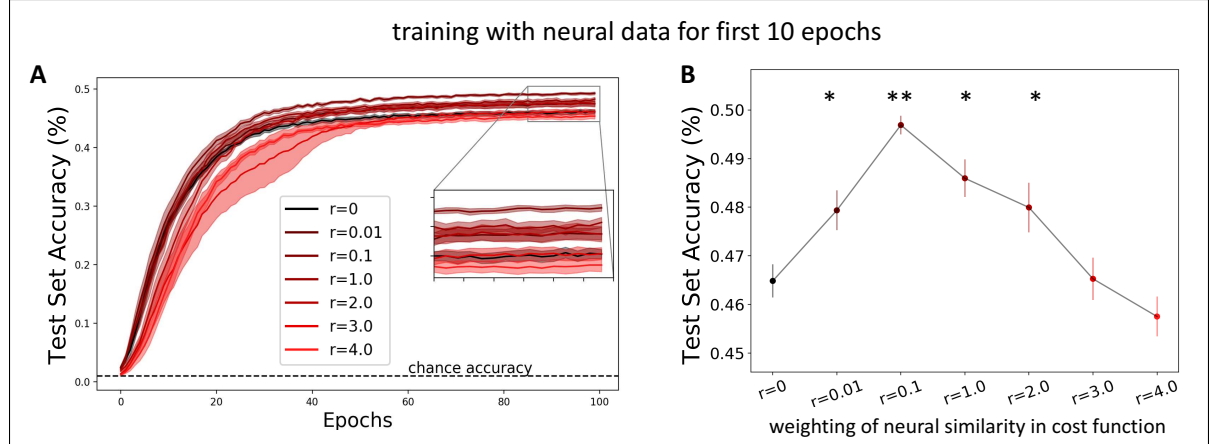 training with neural data for first 10 epochs
A
Test Set Accuracy (%)
0.5
0.4
0.3
0.2
0.1
0.0
r=0
r=0.01
r=0.1
r=1.0
r=2.0
r=3.0
r=4.0
chance accuracy
0 20 40 60 80 100
Epochs
B
Test Set Accuracy (%)
* ** * *
0.50
0.49
0.48
0.47
0.46
0.45
r=0 r=0.01 r=0.1 r=1.0 r=2.0 r=3.0 r=4.0
weighting of neural similarity in cost function